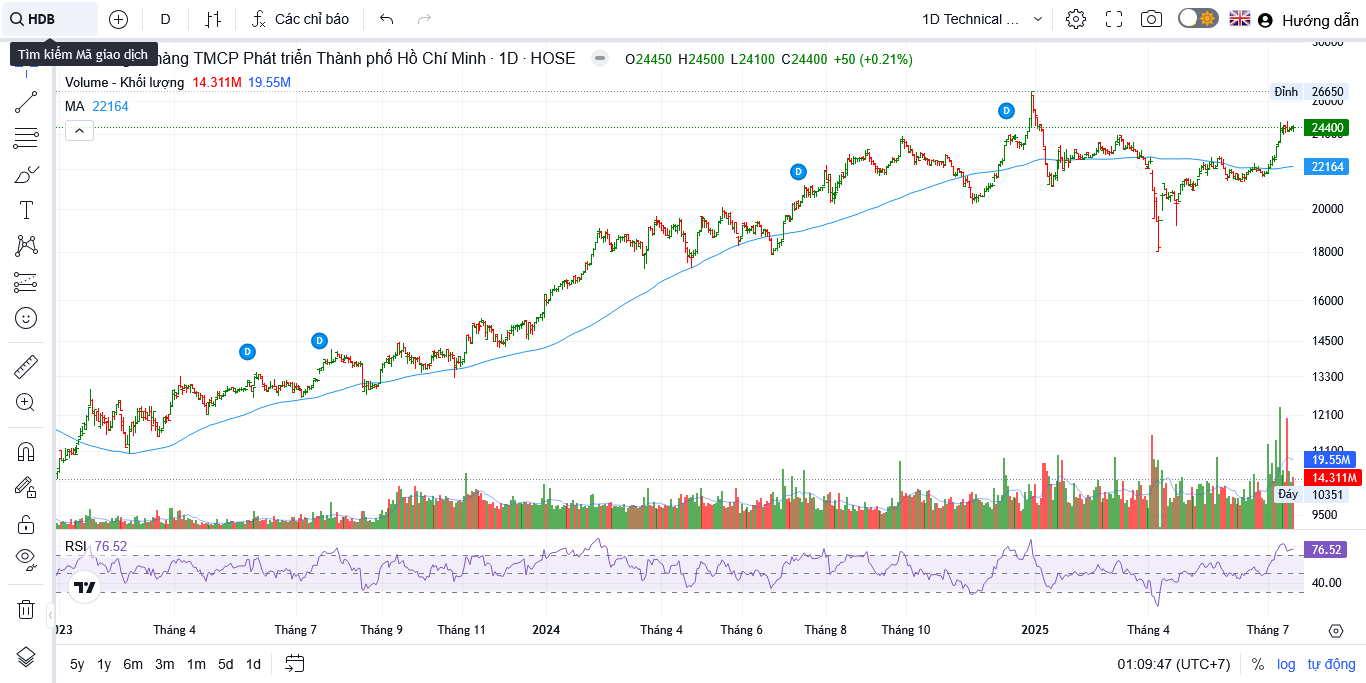 HDB
D
Các chỉ báo
1D Technical ...
Hướng dẫn
Tìm kiếm Mã giao dịch
hàng TMCP Phát triển Thành phố Hồ Chí Minh · 1D · HOSE
O24450 H24500 L24100 C24400 +50 (+0.21%)
Volume - Khối lượng 14.311M 19.55M
MA 22164
D
D
D
D
30000
Đỉnh 26650
26000
24400
22164
20000
18000
16000
14500
13300
12100
11100
19.55M
14.311M
Đáy 10351
9500
RSI 76.52
76.52
40.00
Tháng 4
Tháng 7
Tháng 9
Tháng 11
2024
Tháng 4
Tháng 6
Tháng 8
Tháng 10
2025
Tháng 4
Tháng 7
5y 1y 6m 3m 1m 5d 1d
01:09:47 (UTC+7)
% log tự động